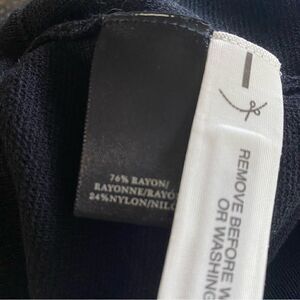 76% RAYON/
RAYONNE/RAYÓ
24%NYLON/NIL
REMOVE BEFORE W
OR WASHING